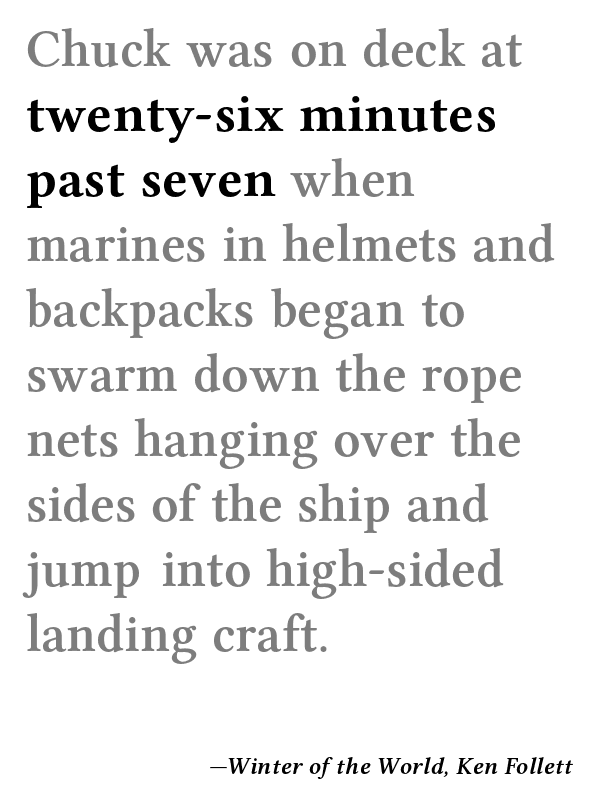 Chuck was on deck at
twenty-six minutes
past seven when
marines in helmets and
backpacks began to
swarm down the rope
nets hanging over the
sides of the ship and
jump into high-sided
landing craft.
—Winter of the World, Ken Follett